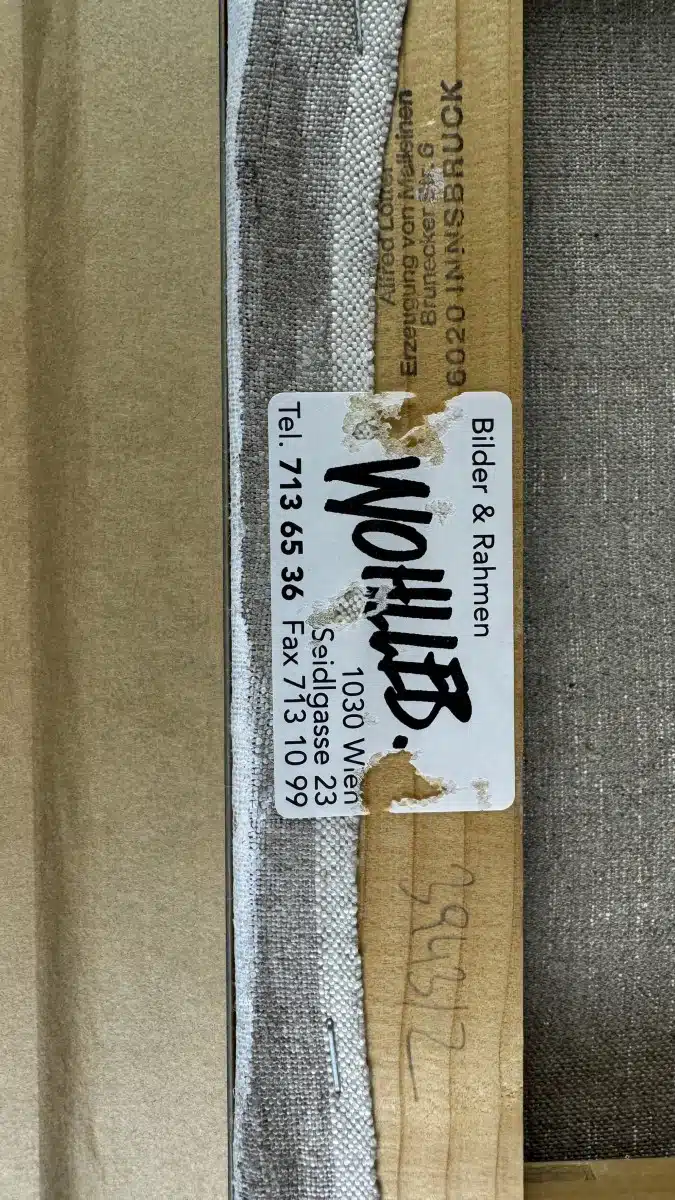 Alfred
Erzeugung von Malleinen
Brunecker Str. 6
6020 INNSBRUCK
Bilder & Rahmen
WOHLLEB.
1030 Wien
Seidlgasse 23
Tel. 713 65 36 Fax 713 10 99